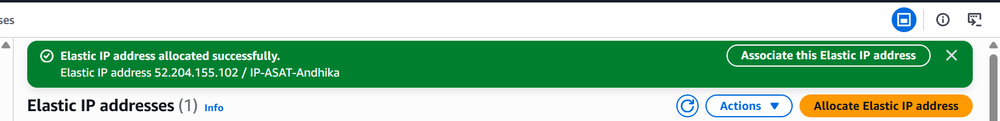 Elastic IP address allocated successfully.
Associate this Elastic IP address
Elastic IP address 52.204.155.102 / IP-ASAT-Andhika
Elastic IP addresses (1) Info
Actions
Allocate Elastic IP address